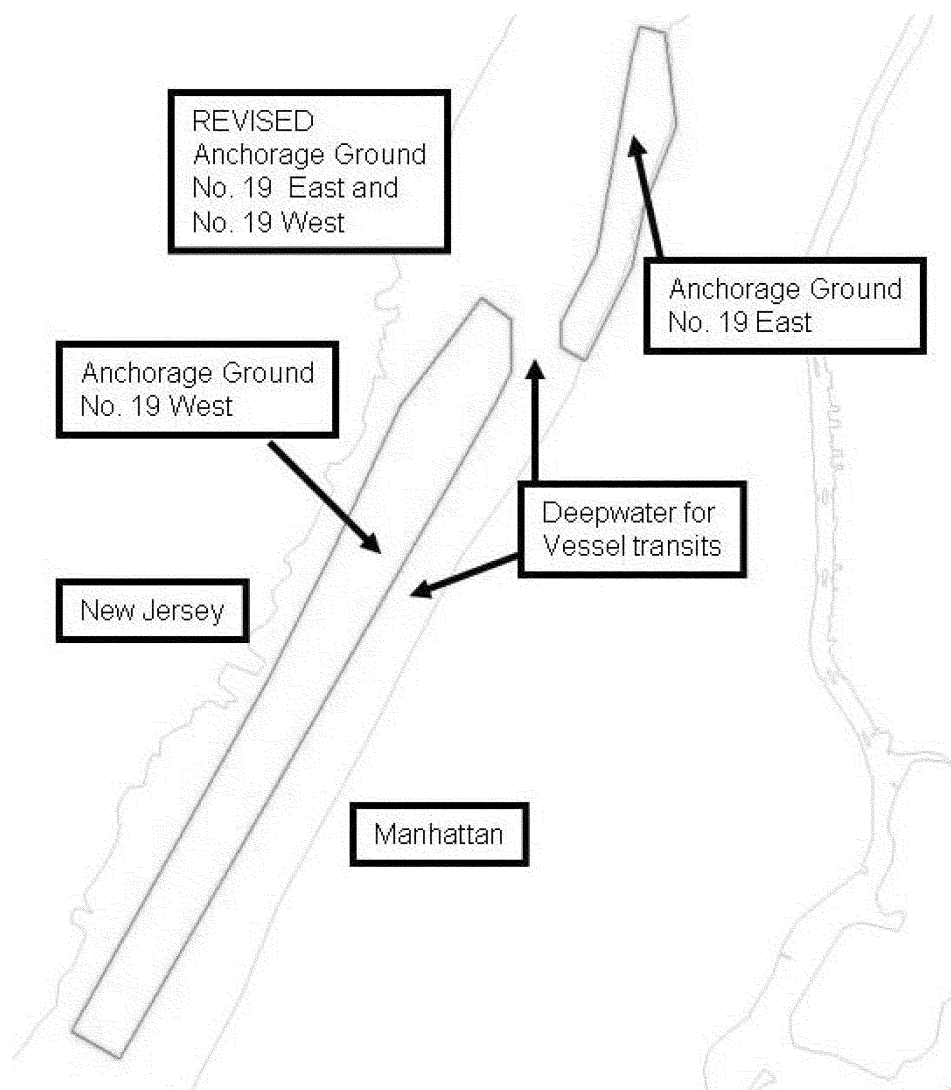 REVISED
Anchorage Ground
No. 19 East and
No. 19 West
Anchorage Ground
No. 19 East
Anchorage Ground
No. 19 West
Deepwater for
Vessel transits
New Jersey
Manhattan